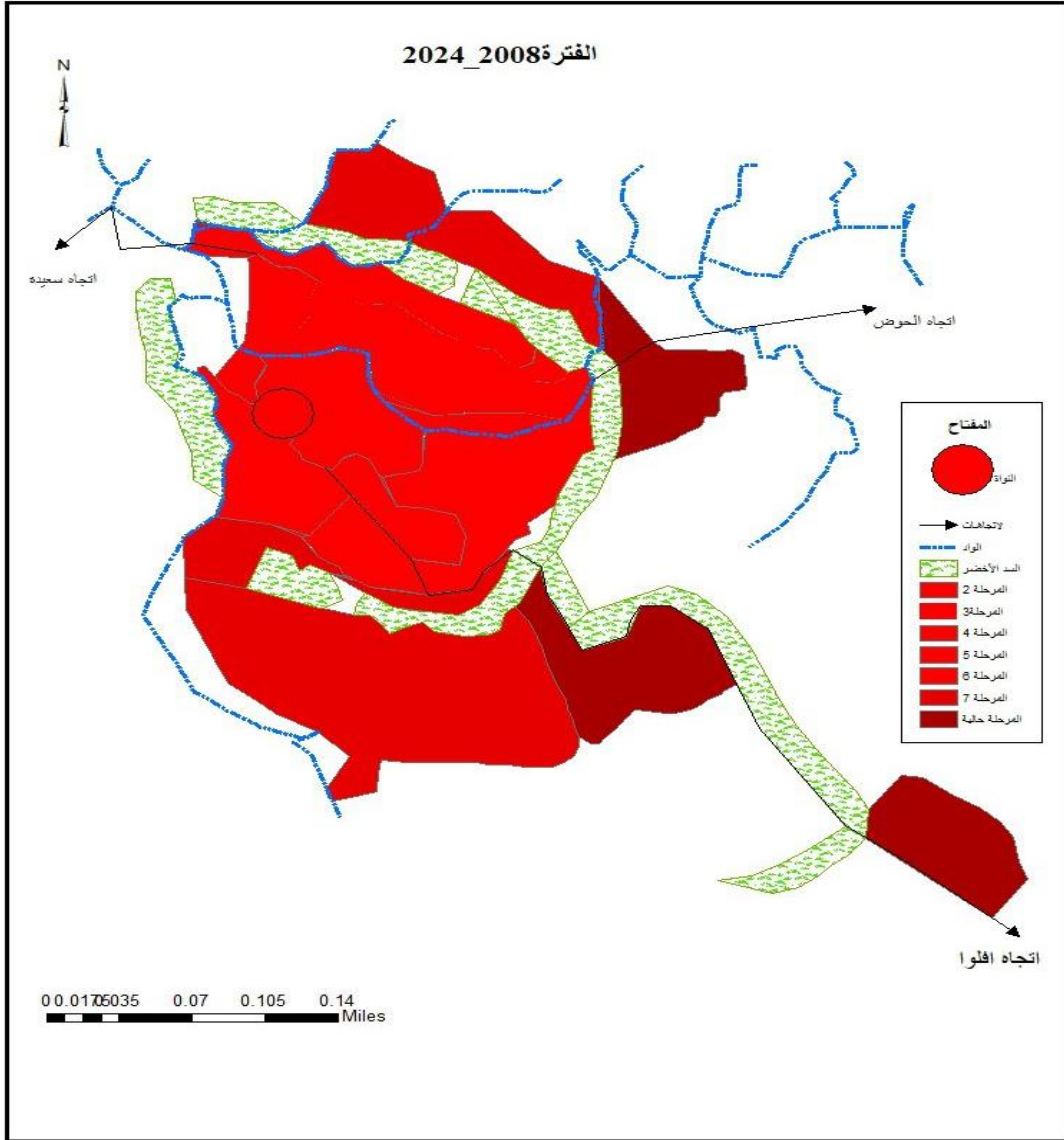 الفترة2008_2024
N
اتجاه سعيدة
اتجاه الحوض
المفتاح
النواة
لاتجاهات
الواد
السد الأخضر
المرحلة 2
المرحلة3
المرحلة 4
المرحلة 5
المرحلة 6
المرحلة 7
المرحلة حالية
اتجاه افلوا
0 0.0175 0.035 0.07 0.105 0.14
Miles